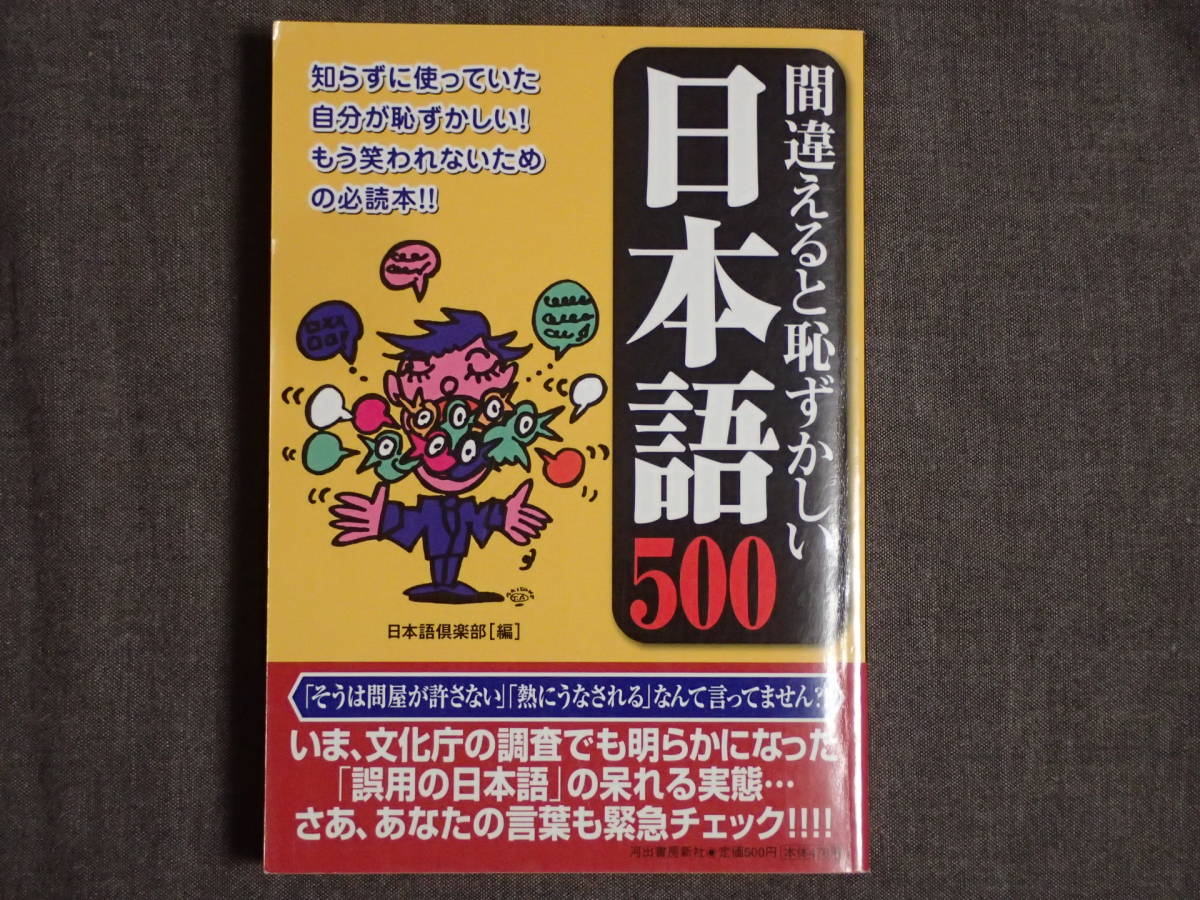 間違えると恥ずかしい
日本語
500
知らずに使っていた
自分が恥ずかしい!
もう笑われないため
の必読本!!
日本語倶楽部[編]
「そうは問屋が許さない」「熱にうなされる」なんて言ってません?
いま、文化庁の調査でも明らかになった
「誤用の日本語」の呆れる実態…
さあ、あなたの言葉も緊急チェック!!!!
河出書房新社●定価500円